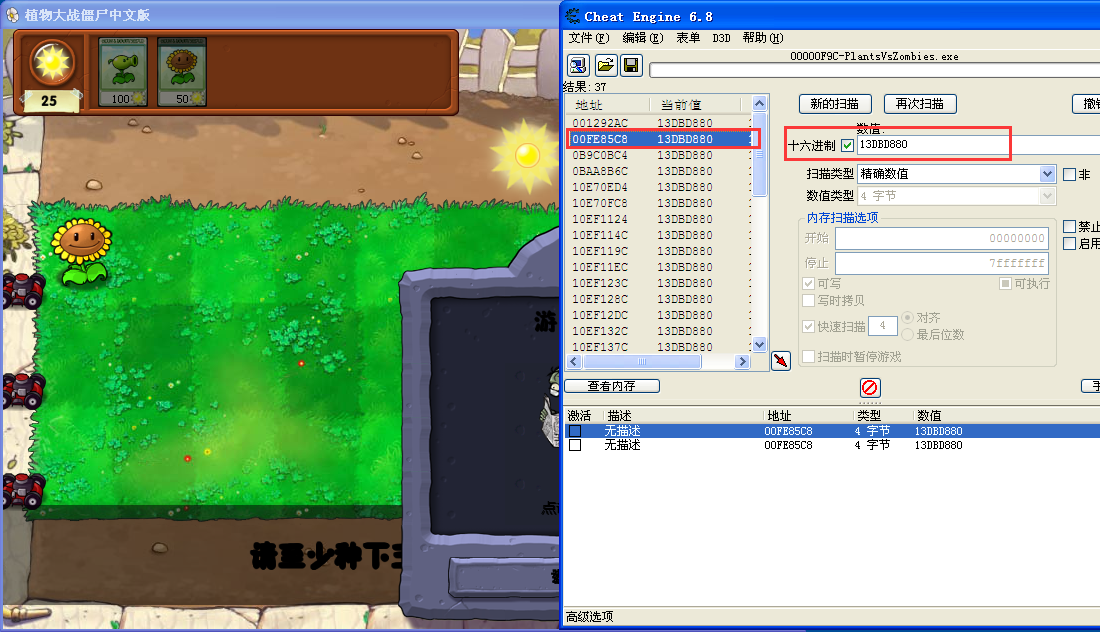 植物大战僵尸中文版
25
100
50
游
点
请至少种下三
Cheat Engine 6.8
文件(F) 编辑(E) 表单 D3D 帮助(H)
00000F9C-PlantsVsZombies.exe
结果: 37
地址 当前值
001292AC 13DBD880
00FE85C8 13DBD880
0B9C0BC4 13DBD880
0BAA8B6C 13DBD880
10E70ED4 13DBD880
10E70FC8 13DBD880
10EF1124 13DBD880
10EF114C 13DBD880
10EF119C 13DBD880
10EF11EC 13DBD880
10EF123C 13DBD880
10EF128C 13DBD880
10EF12DC 13DBD880
10EF132C 13DBD880
10EF137C 13DBD880
新的扫描 再次扫描 撤销
数值:
十六进制 13DBD880
扫描类型 精确数值 非
数值类型 4 字节
内存扫描选项
开始 00000000
停止 7fffffff
可写 可执行
写时拷贝
快速扫描 4 对齐
最后位数
扫描时暂停游戏
禁止
启用
查看内存
手
激活 描述 地址 类型 数值
无描述 00FE85C8 4 字节 13DBD880
无描述 00FE85C8 4 字节 13DBD880
高级选项